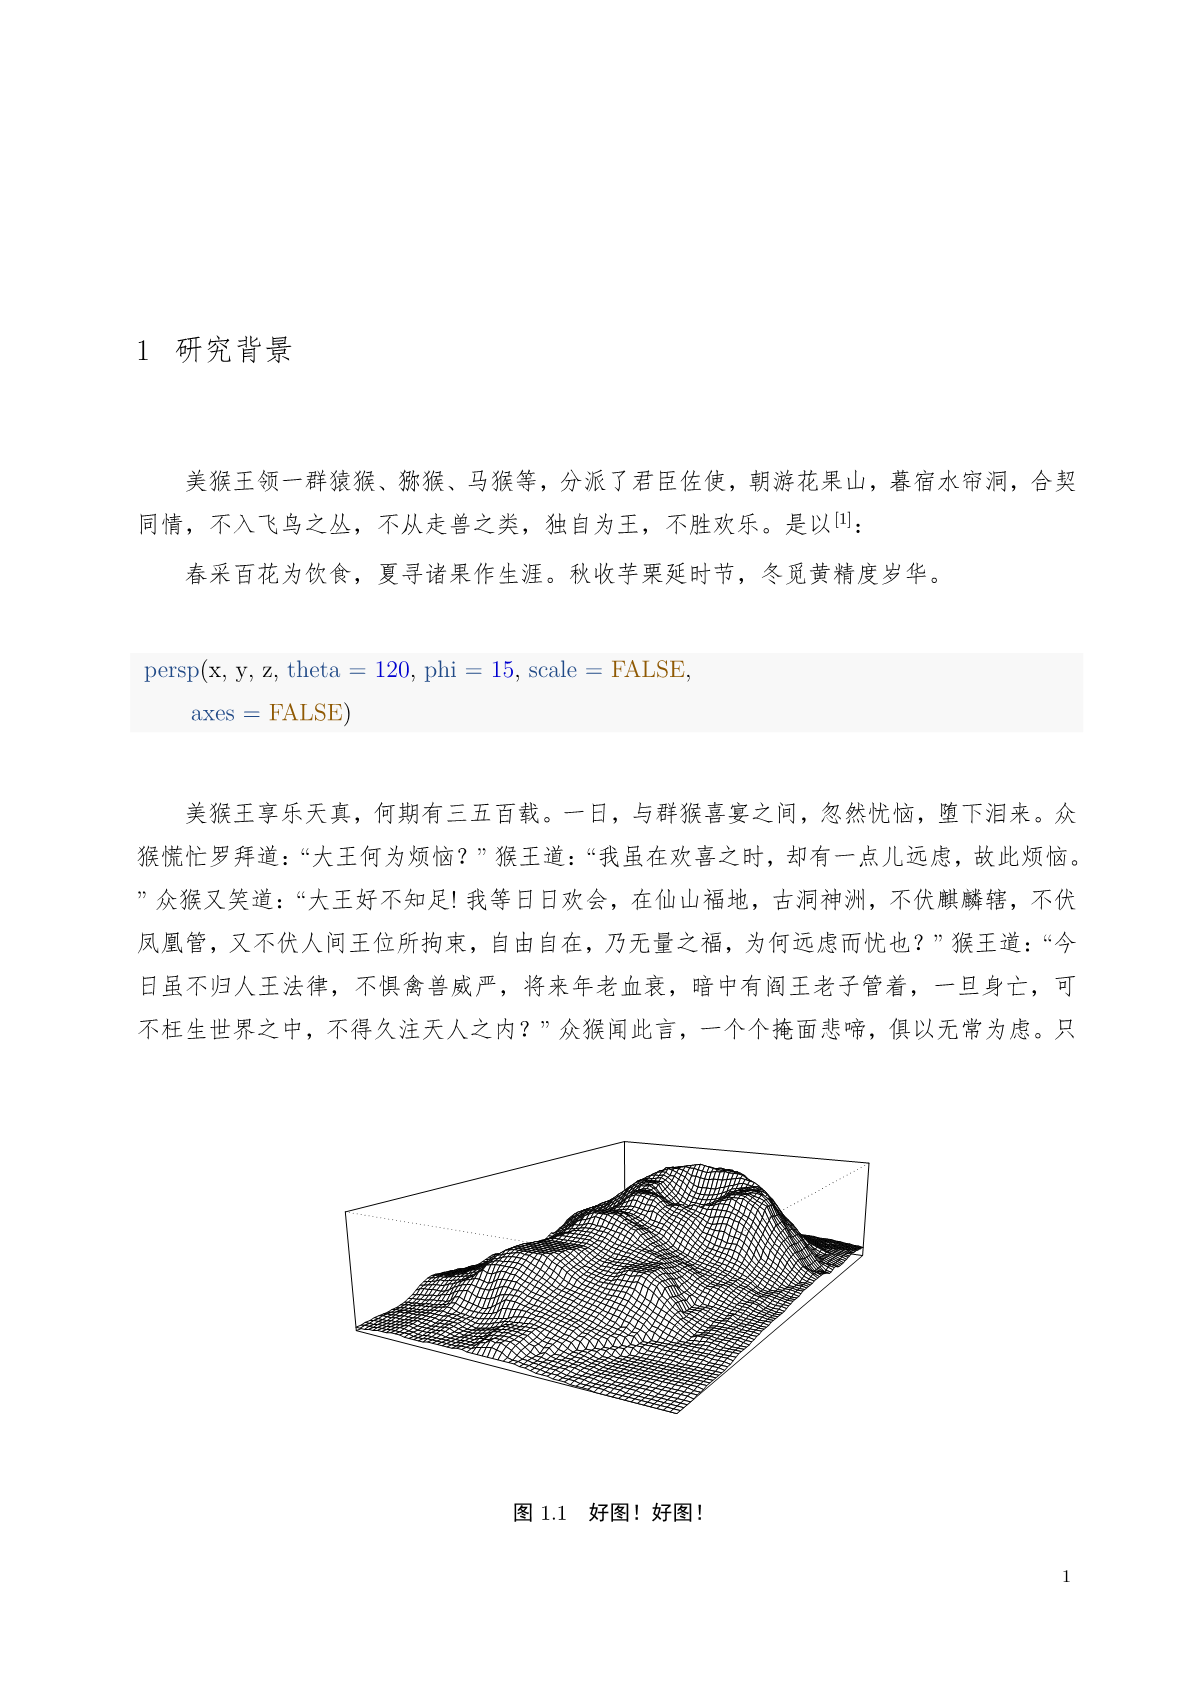 1 研究背景
美猴王领一群猿猴、猕猴、马猴等，分派了君臣佐使，朝游花果山，暮宿水帘洞，合契
同情，不入飞鸟之丛，不从走兽之类，独自为王，不胜欢乐。是以[1]：
春采百花为饮食，夏寻诸果作生涯。秋收芋栗延时节，冬觅黄精度岁华。
persp(x, y, z, theta = 120, phi = 15, scale = FALSE,
axes = FALSE)
美猴王享乐天真，何期有三五百载。一日，与群猴喜宴之间，忽然忧恼，堕下泪来。众
猴慌忙罗拜道：“大王何为烦恼？”猴王道：“我虽在欢喜之时，却有一点儿远虑，故此烦恼。
”众猴又笑道：“大王好不知足! 我等日日欢会，在仙山福地，古洞神洲，不伏麒麟辖，不伏
凤凰管，又不伏人间王位所拘束，自由自在，乃无量之福，为何远虑而忧也？”猴王道：“今
日虽不归人王法律，不惧禽兽威严，将来年老血衰，暗中有阎王老子管着，一旦身亡，可
不枉生世界之中，不得久注天人之内？”众猴闻此言，一个个掩面悲啼，俱以无常为虑。只
图 1.1 好图！好图！
1